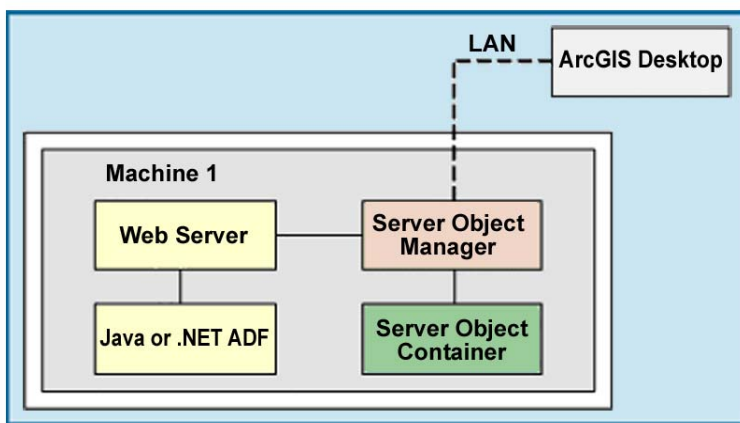 LAN
ArcGIS Desktop
Machine 1
Web Server
Server Object
Manager
Java or .NET ADF
Server Object
Container